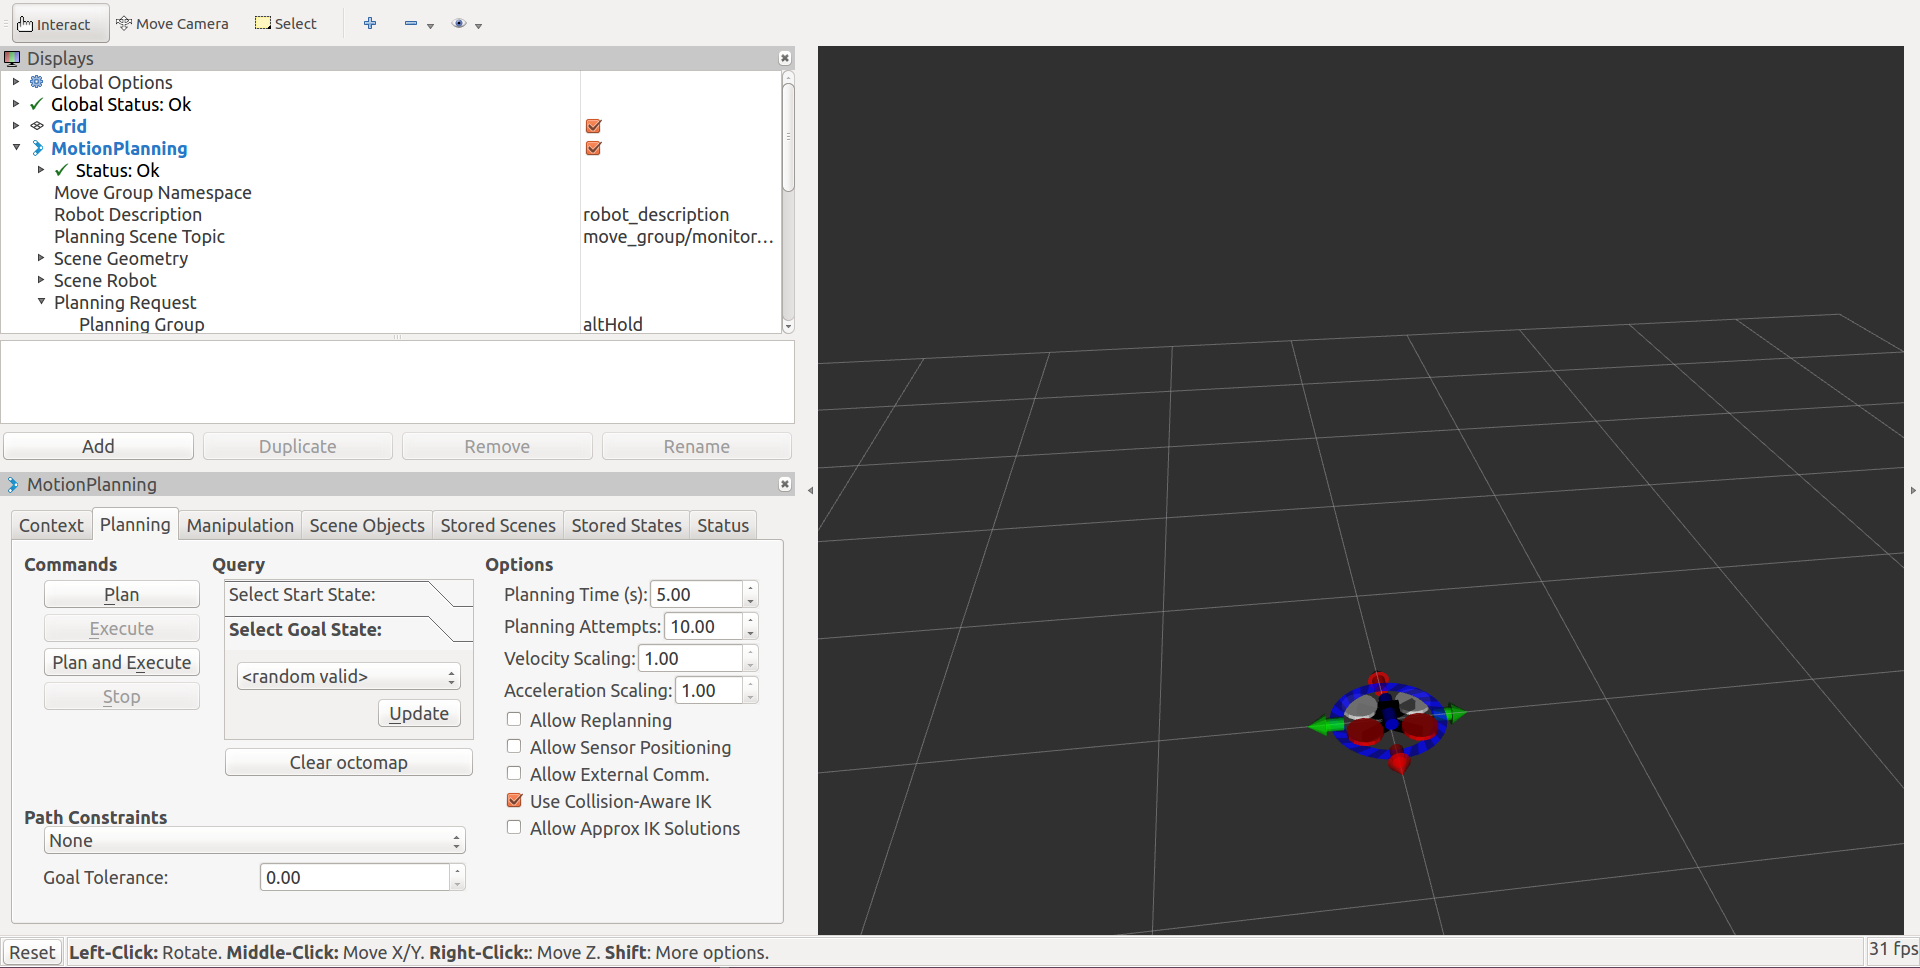 Interact Move Camera Select
Displays
Global Options
Global Status: Ok
Grid
MotionPlanning
Status: Ok
Move Group Namespace
Robot Description robot_description
Planning Scene Topic move_group/monitor...
Scene Geometry
Scene Robot
Planning Request
Planning Group altHold
Add Duplicate Remove Rename
MotionPlanning
Context Planning Manipulation Scene Objects Stored Scenes Stored States Status
Commands Query Options
Plan Select Start State: Planning Time (s): 5.00
Execute Select Goal State: Planning Attempts: 10.00
Plan and Execute <random valid> Velocity Scaling: 1.00
Stop Update Acceleration Scaling: 1.00
Allow Replanning
Allow Sensor Positioning
Clear octomap Allow External Comm.
Use Collision-Aware IK
Path Constraints Allow Approx IK Solutions
None
Goal Tolerance: 0.00
Reset Left-Click: Rotate. Middle-Click: Move X/Y. Right-Click:: Move Z. Shift: More options. 31 fps